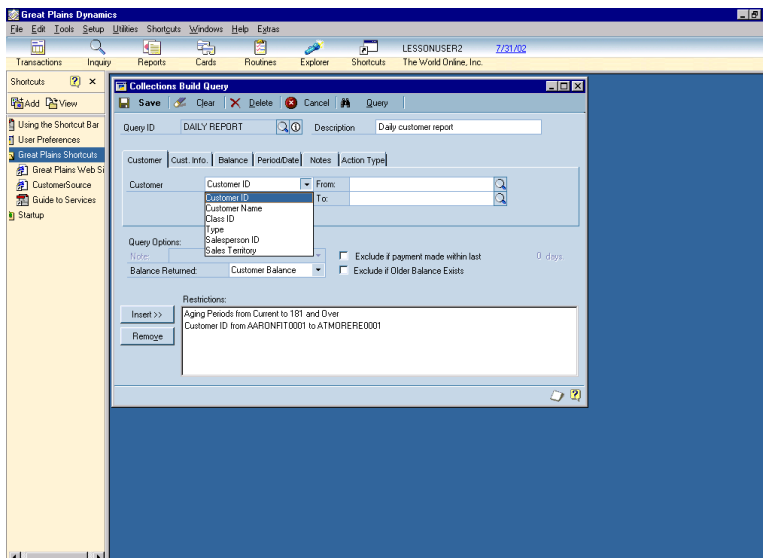 Great Plains Dynamics
File Edit Tools Setup Utilities Shortcuts Windows Help Extras
LESSONUSER2 7/31/02
Transactions Inquiry Reports Cards Routines Explorer Shortcuts The World Online, Inc.
Shortcuts
Add View
Using the Shortcut Bar
User Preferences
Great Plains Shortcuts
Great Plains Web Si
CustomerSource
Guide to Services
Startup
Collections Build Query
Save Clear Delete Cancel Query
Query ID DAILY REPORT Description Daily customer report
Customer Cust. Info. Balance Period/Date Notes Action Type
Customer Customer ID From:
Customer ID To:
Customer Name
Class ID
Type
Salesperson ID
Sales Territory
Query Options:
Note: Exclude if payment made within last 0 days
Balance Returned: Customer Balance Exclude if Older Balance Exists
Restrictions:
Insert >> Aging Periods from Current to 181 and Over
Customer ID from AARONFIT0001 to ATMORERE0001
Remove